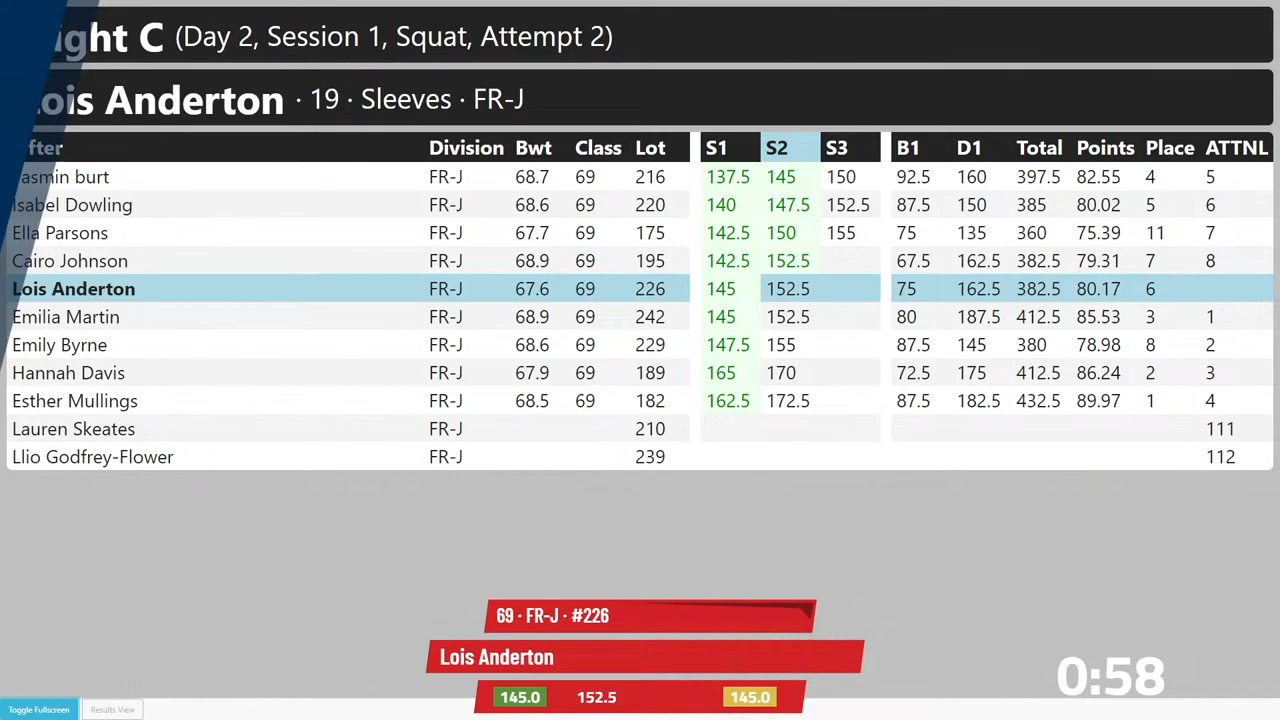 ight C (Day 2, Session 1, Squat, Attempt 2)
Lois Anderton · 19 · Sleeves · FR-J
fter Division Bwt Class Lot S1 S2 S3 B1 D1 Total Points Place ATTNL
asmin burt FR-J 68.7 69 216 137.5 145 150 92.5 160 397.5 82.55 4 5
Isabel Dowling FR-J 68.6 69 220 140 147.5 152.5 87.5 150 385 80.02 5 6
Ella Parsons FR-J 67.7 69 175 142.5 150 155 75 135 360 75.39 11 7
Cairo Johnson FR-J 68.9 69 195 142.5 152.5 67.5 162.5 382.5 79.31 7 8
Lois Anderton FR-J 67.6 69 226 145 152.5 75 162.5 382.5 80.17 6
Emilia Martin FR-J 68.9 69 242 145 152.5 80 187.5 412.5 85.53 3 1
Emily Byrne FR-J 68.6 69 229 147.5 155 87.5 145 380 78.98 8 2
Hannah Davis FR-J 67.9 69 189 165 170 72.5 175 412.5 86.24 2 3
Esther Mullings FR-J 68.5 69 182 162.5 172.5 87.5 182.5 432.5 89.97 1 4
Lauren Skeates FR-J 210 111
Llio Godfrey-Flower FR-J 239 112
69 · FR-J · #226
Lois Anderton
145.0 152.5 145.0
0:58
Toggle Fullscreen Results View